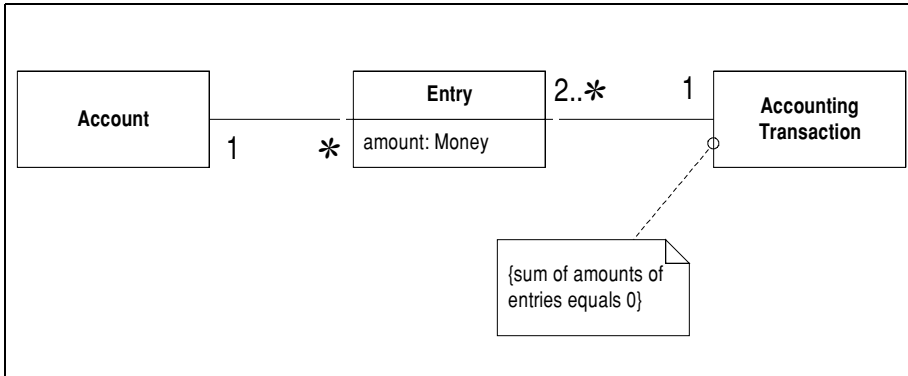 Account
1
*
Entry
amount: Money
2..*
1
Accounting
Transaction
{sum of amounts of
entries equals 0}